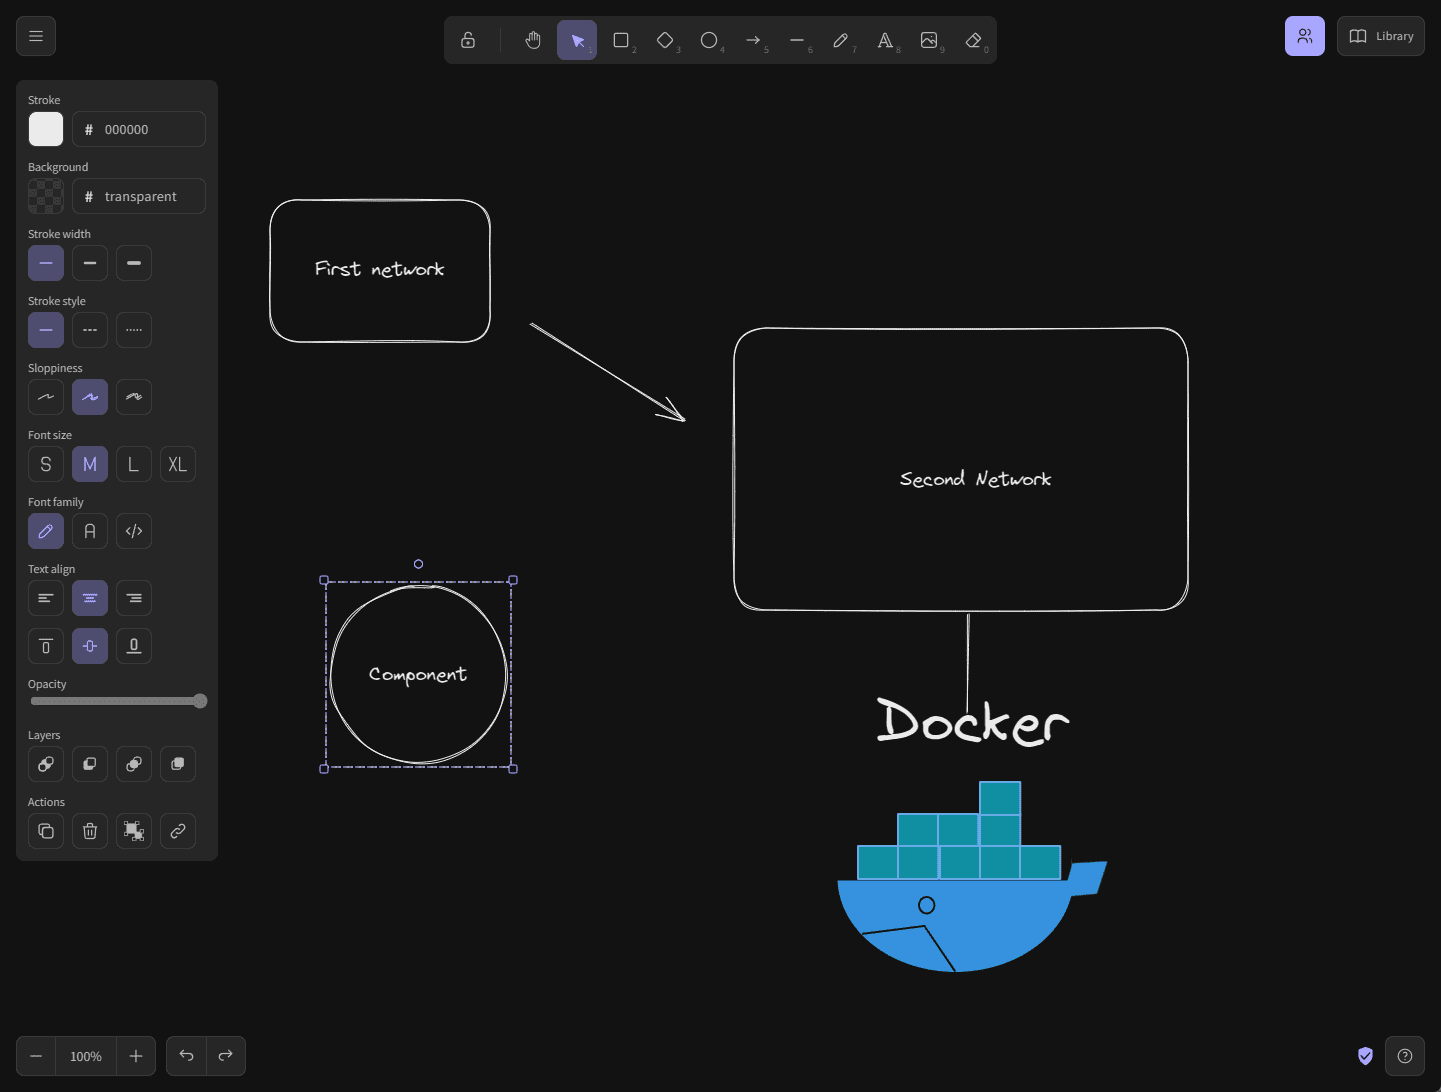 1
2
3
4
5
6
7
8
9
0
Library
Stroke
# 000000
Background
# transparent
Stroke width
Stroke style
Sloppiness
Font size
S M L XL
Font family
A </>
Text align
Opacity
Layers
Actions
First network
Second Network
Component
Docker
100%